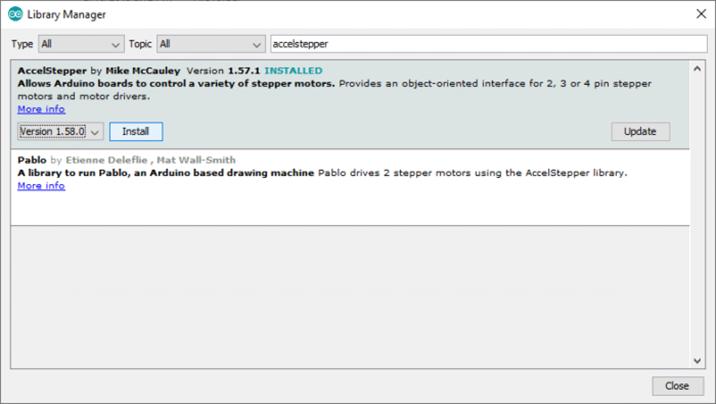 Library Manager
Type All Topic All accelstepper
AccelStepper by Mike McCauley Version 1.57.1 INSTALLED
Allows Arduino boards to control a variety of stepper motors. Provides an object-oriented interface for 2, 3 or 4 pin stepper
motors and motor drivers.
More info
Version 1.58.0 Install Update
Pablo by Etienne Deleflie , Mat Wall-Smith
A library to run Pablo, an Arduino based drawing machine Pablo drives 2 stepper motors using the AccelStepper library.
More info
Close